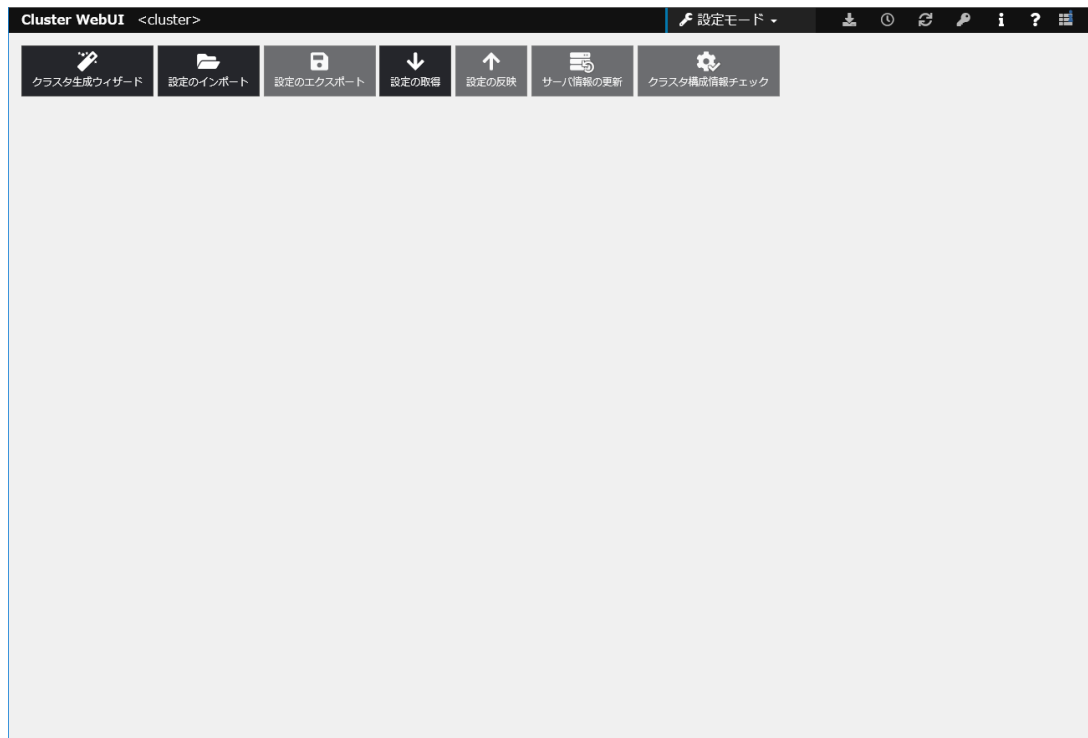 Cluster WebUI <cluster> 設定モード
クラスタ生成ウィザード 設定のインポート 設定のエクスポート 設定の取得 設定の反映 サーバ情報の更新 クラスタ構成情報チェック